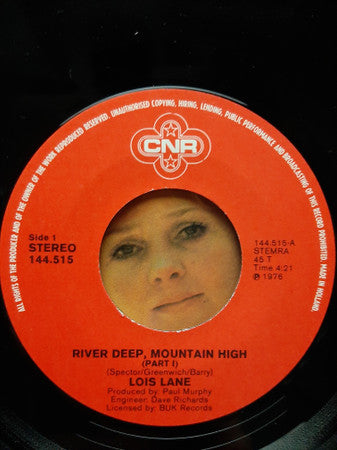 ALL RIGHTS OF THE PRODUCER AND OF THE OWNER OF THE WORK REPRODUCED RESERVED. UNAUTHORISED COPYING, HIRING, LENDING, PUBLIC PERFORMANCE AND BROADCASTING OF THIS RECORD PROHIBITED. MADE IN HOLLAND.
CNR
Side 1
STEREO
144.515
144.515-A
STEMRA
45 T
Time 4:21
℗ 1976
RIVER DEEP, MOUNTAIN HIGH
(PART I)
(Spector/Greenwich/Barry)
LOIS LANE
Produced by: Paul Murphy
Engineer: Dave Richards
Licensed by: BUK Records